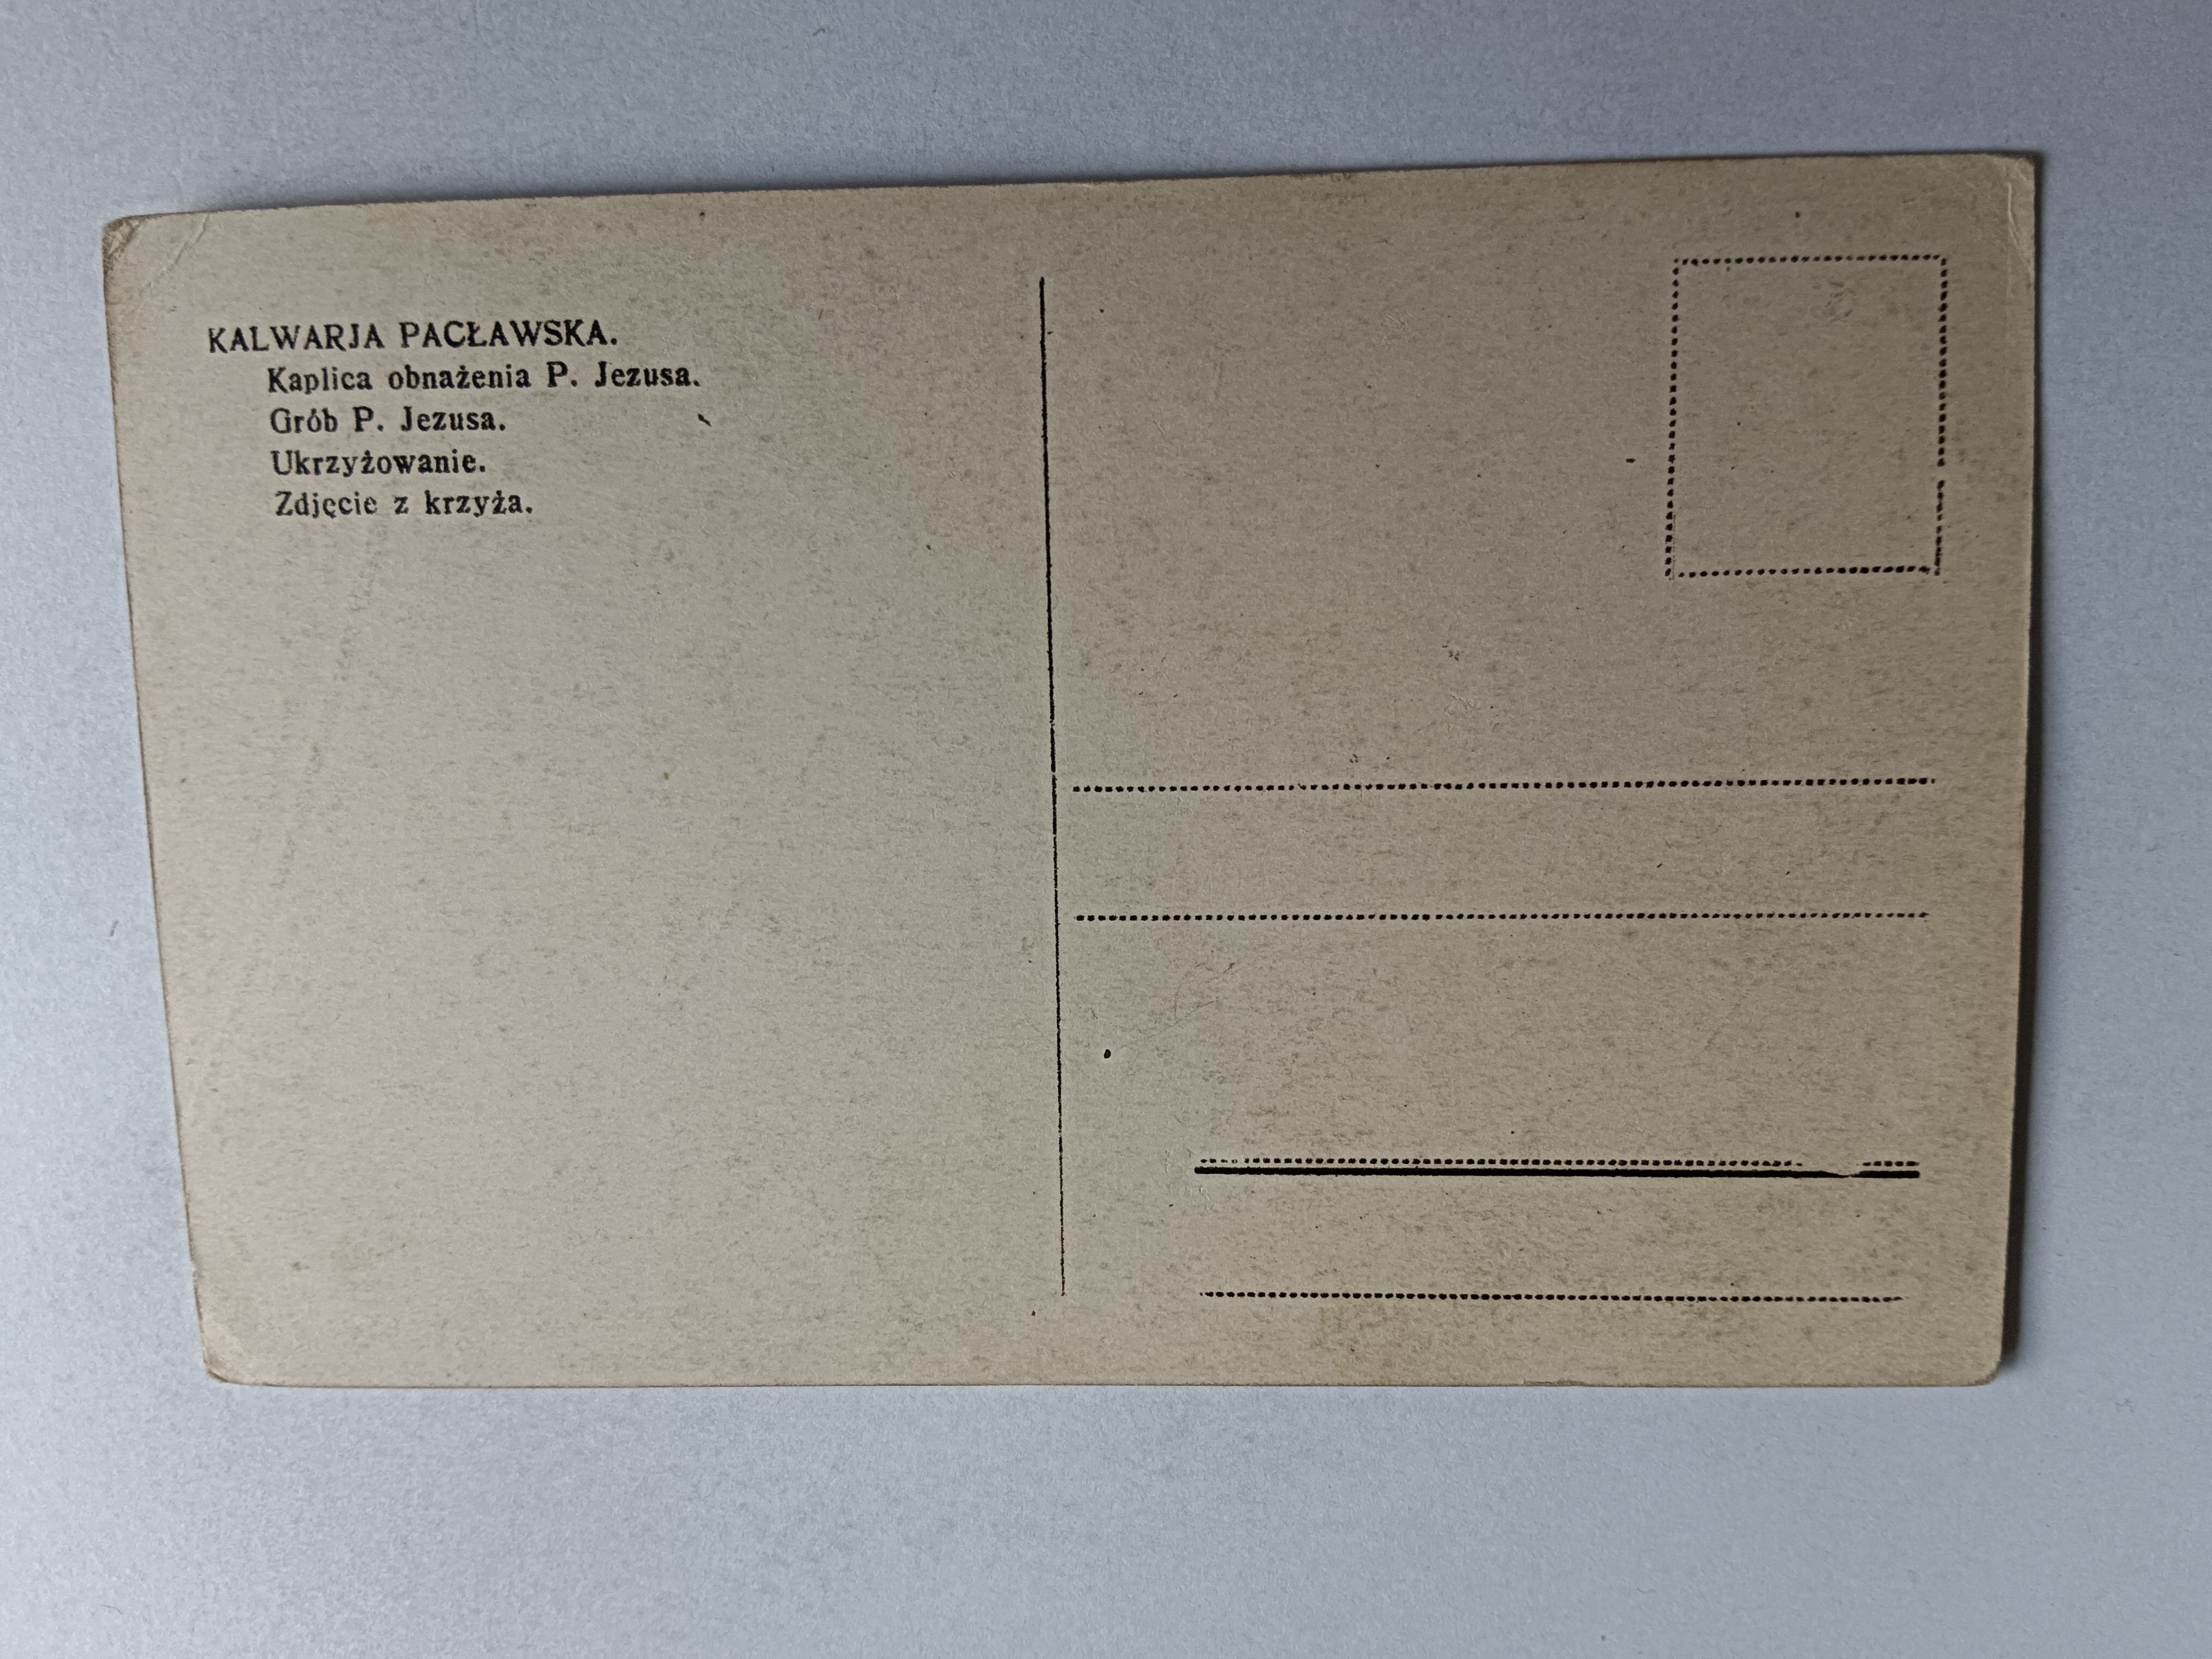 KALWARJA PACŁAWSKA.
Kaplica obnażenia P. Jezusa.
Grób P. Jezusa.
Ukrzyżowanie.
Zdjęcie z krzyża.